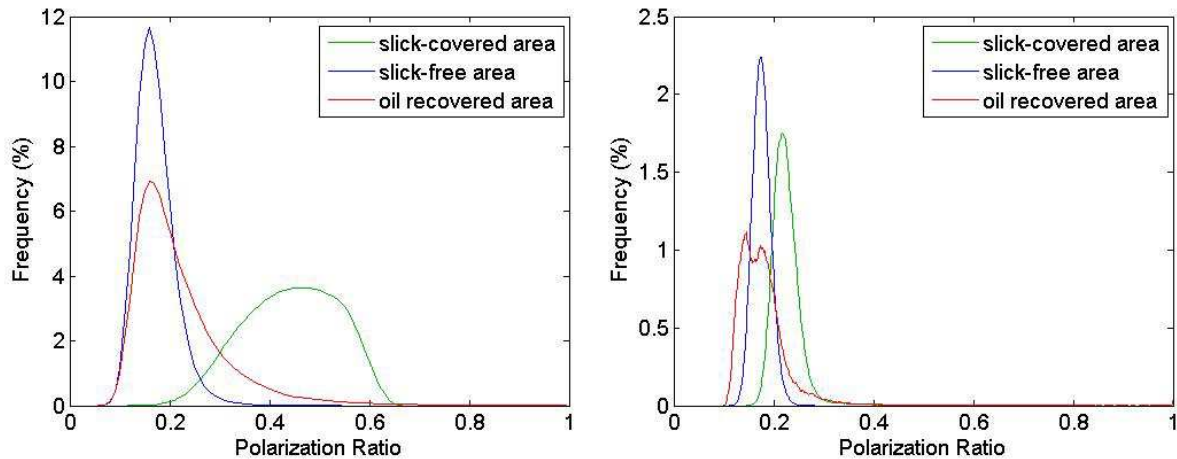 12
10
8
6
4
2
0
Frequency (%)
slick-covered area
slick-free area
oil recovered area
0 0.2 0.4 0.6 0.8 1
Polarization Ratio
2.5
2
1.5
1
0.5
0
Frequency (%)
slick-covered area
slick-free area
oil recovered area
0 0.2 0.4 0.6 0.8 1
Polarization Ratio